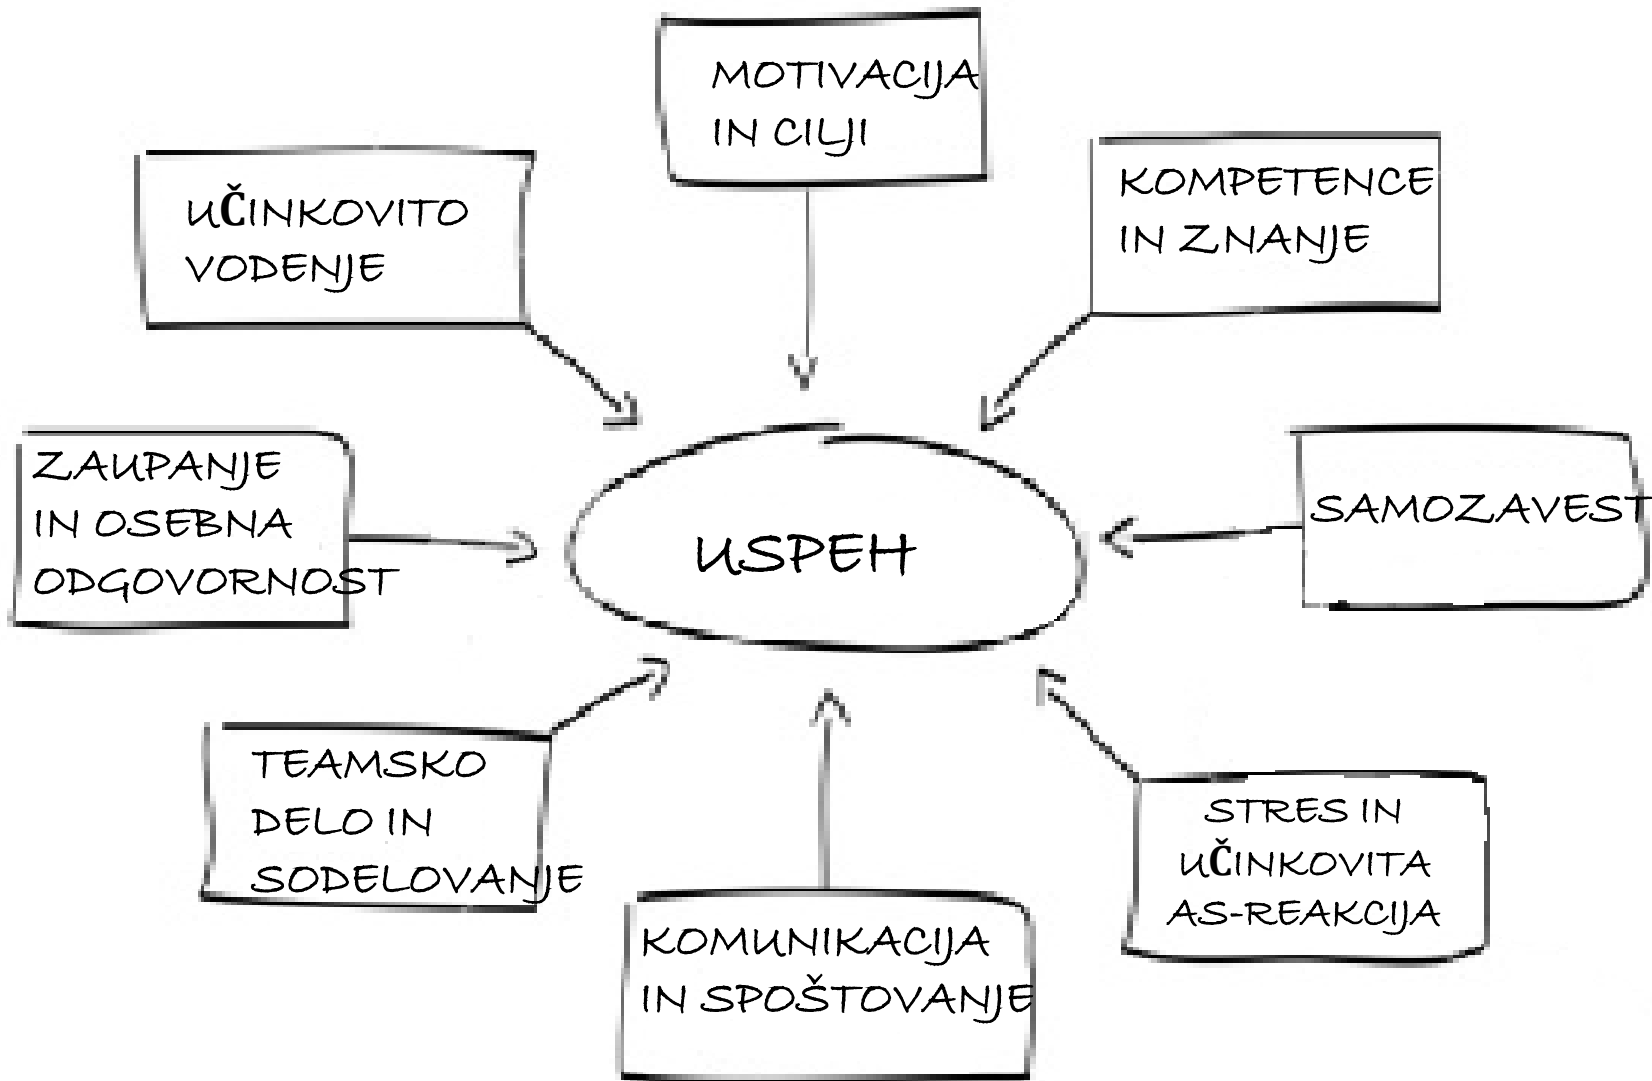 MOTIVACIJA
IN CILJI
KOMPETENCE
IN ZNANJE
UČINKOVITO
VODENJE
ZAUPANJE
IN OSEBNA
ODGOVORNOST
USPEH
SAMOZAVEST
TEAMSKO
DELO IN
SODELOVANJE
STRES IN
UČINKOVITA
AS-REAKCIJA
KOMUNIKACIJA
IN SPOŠTOVANJE